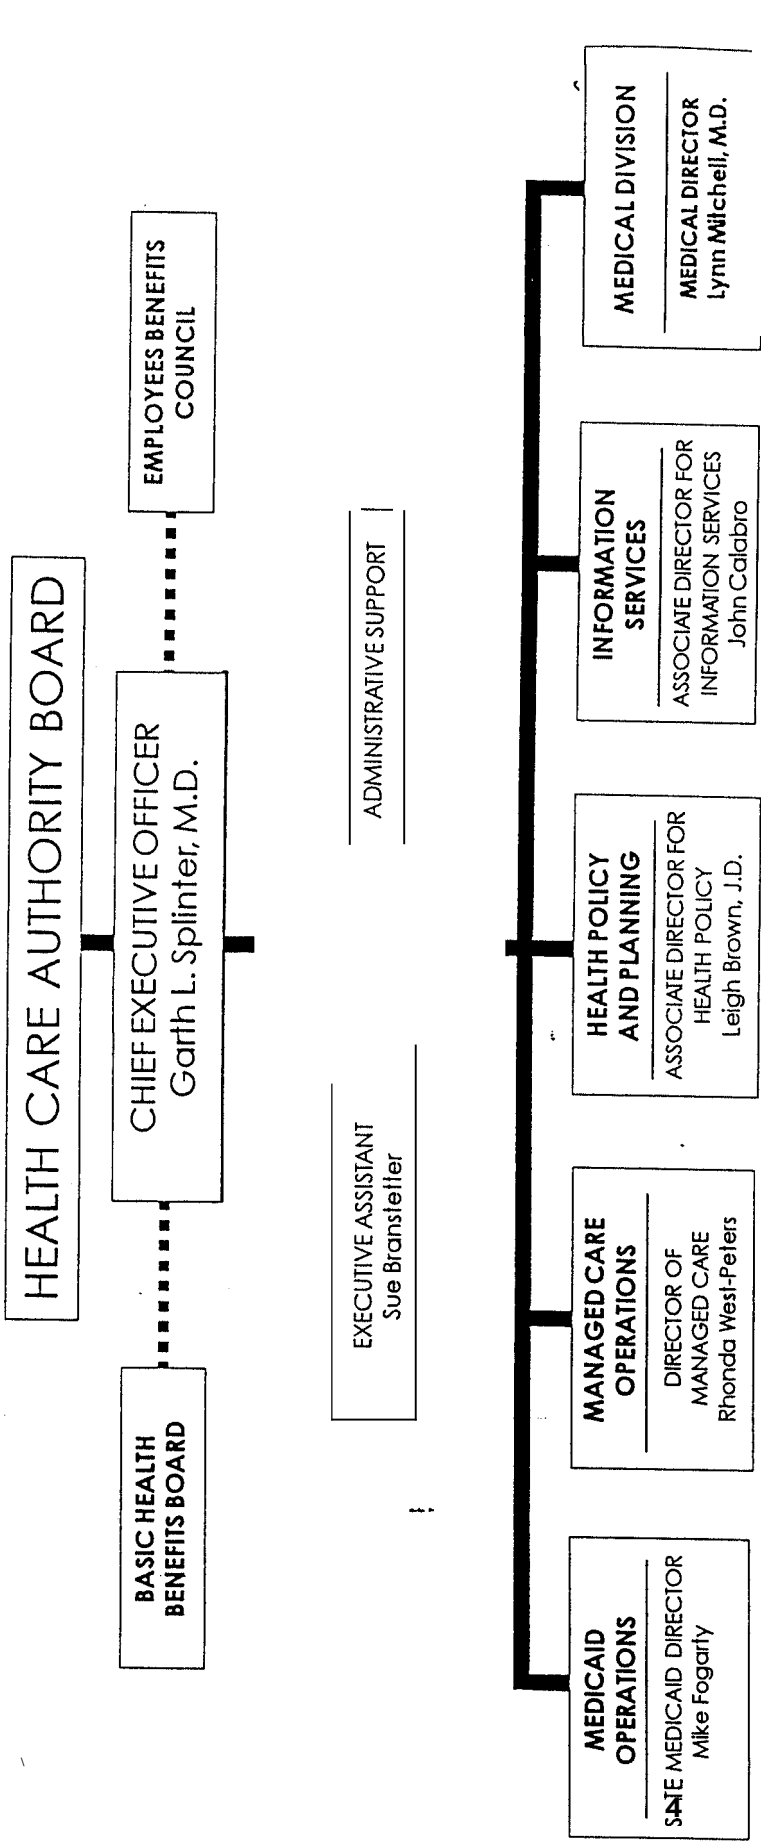 HEALTH CARE AUTHORITY BOARD
BASIC HEALTH
BENEFITS BOARD
CHIEF EXECUTIVE OFFICER
Garth L. Splinter, M.D.
EMPLOYEES BENEFITS
COUNCIL
EXECUTIVE ASSISTANT
Sue Branstetter
ADMINISTRATIVE SUPPORT
MEDICAID
OPERATIONS
STATE MEDICAID DIRECTOR
Mike Fogarty
MANAGED CARE
OPERATIONS
DIRECTOR OF
MANAGED CARE
Rhonda West-Peters
HEALTH POLICY
AND PLANNING
ASSOCIATE DIRECTOR FOR
HEALTH POLICY
Leigh Brown, J.D.
INFORMATION
SERVICES
ASSOCIATE DIRECTOR FOR
INFORMATION SERVICES
John Calabro
MEDICAL DIVISION
MEDICAL DIRECTOR
Lynn Mitchell, M.D.